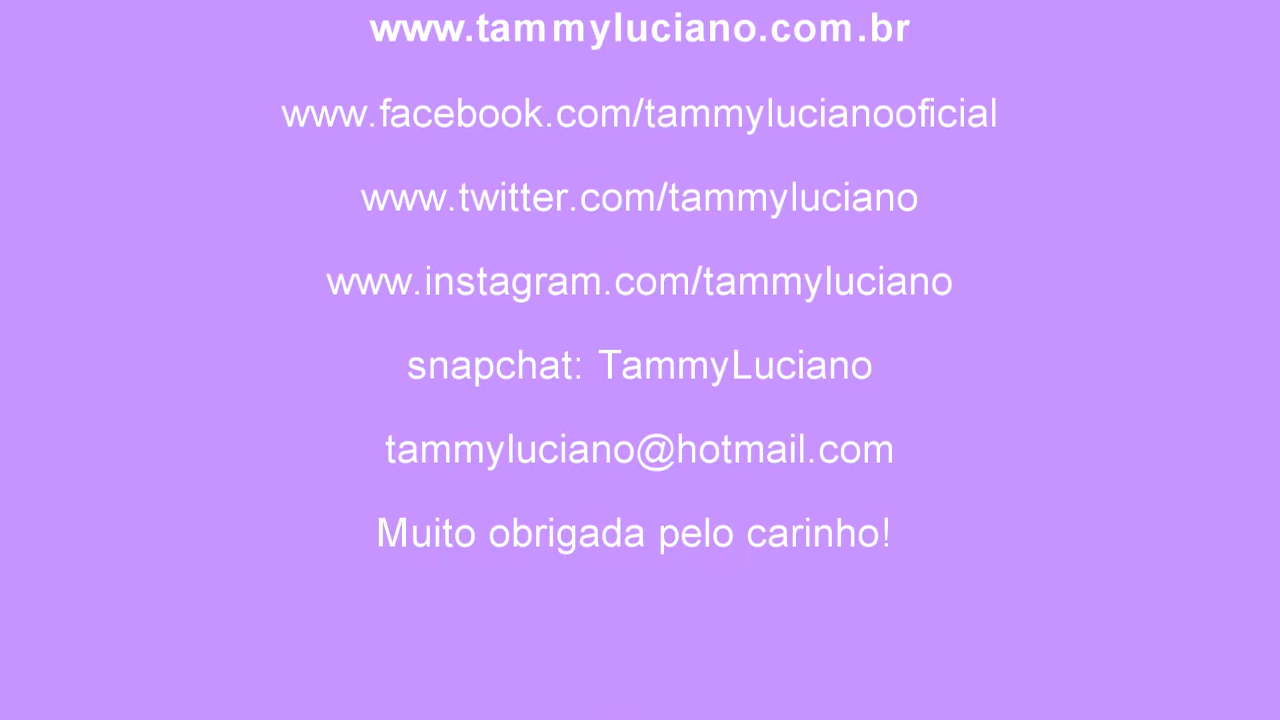 www.tammyluciano.com.br
www.facebook.com/tammylucianooficial
www.twitter.com/tammyluciano
www.instagram.com/tammyluciano
snapchat: TammyLuciano
tammyluciano@hotmail.com
Muito obrigada pelo carinho!